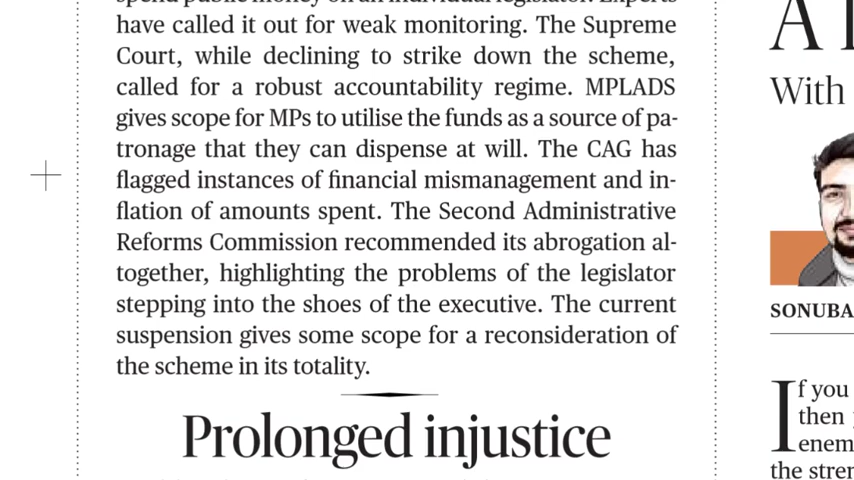 have called it out for weak monitoring. The Supreme
Court, while declining to strike down the scheme,
called for a robust accountability regime. MPLADS
gives scope for MPs to utilise the funds as a source of pa-
tronage that they can dispense at will. The CAG has
flagged instances of financial mismanagement and in-
flation of amounts spent. The Second Administrative
Reforms Commission recommended its abrogation al-
together, highlighting the problems of the legislator
stepping into the shoes of the executive. The current
suspension gives some scope for a reconsideration of
the scheme in its totality.
Prolonged injustice
With
SONUBA
If you
then
enem
the stren